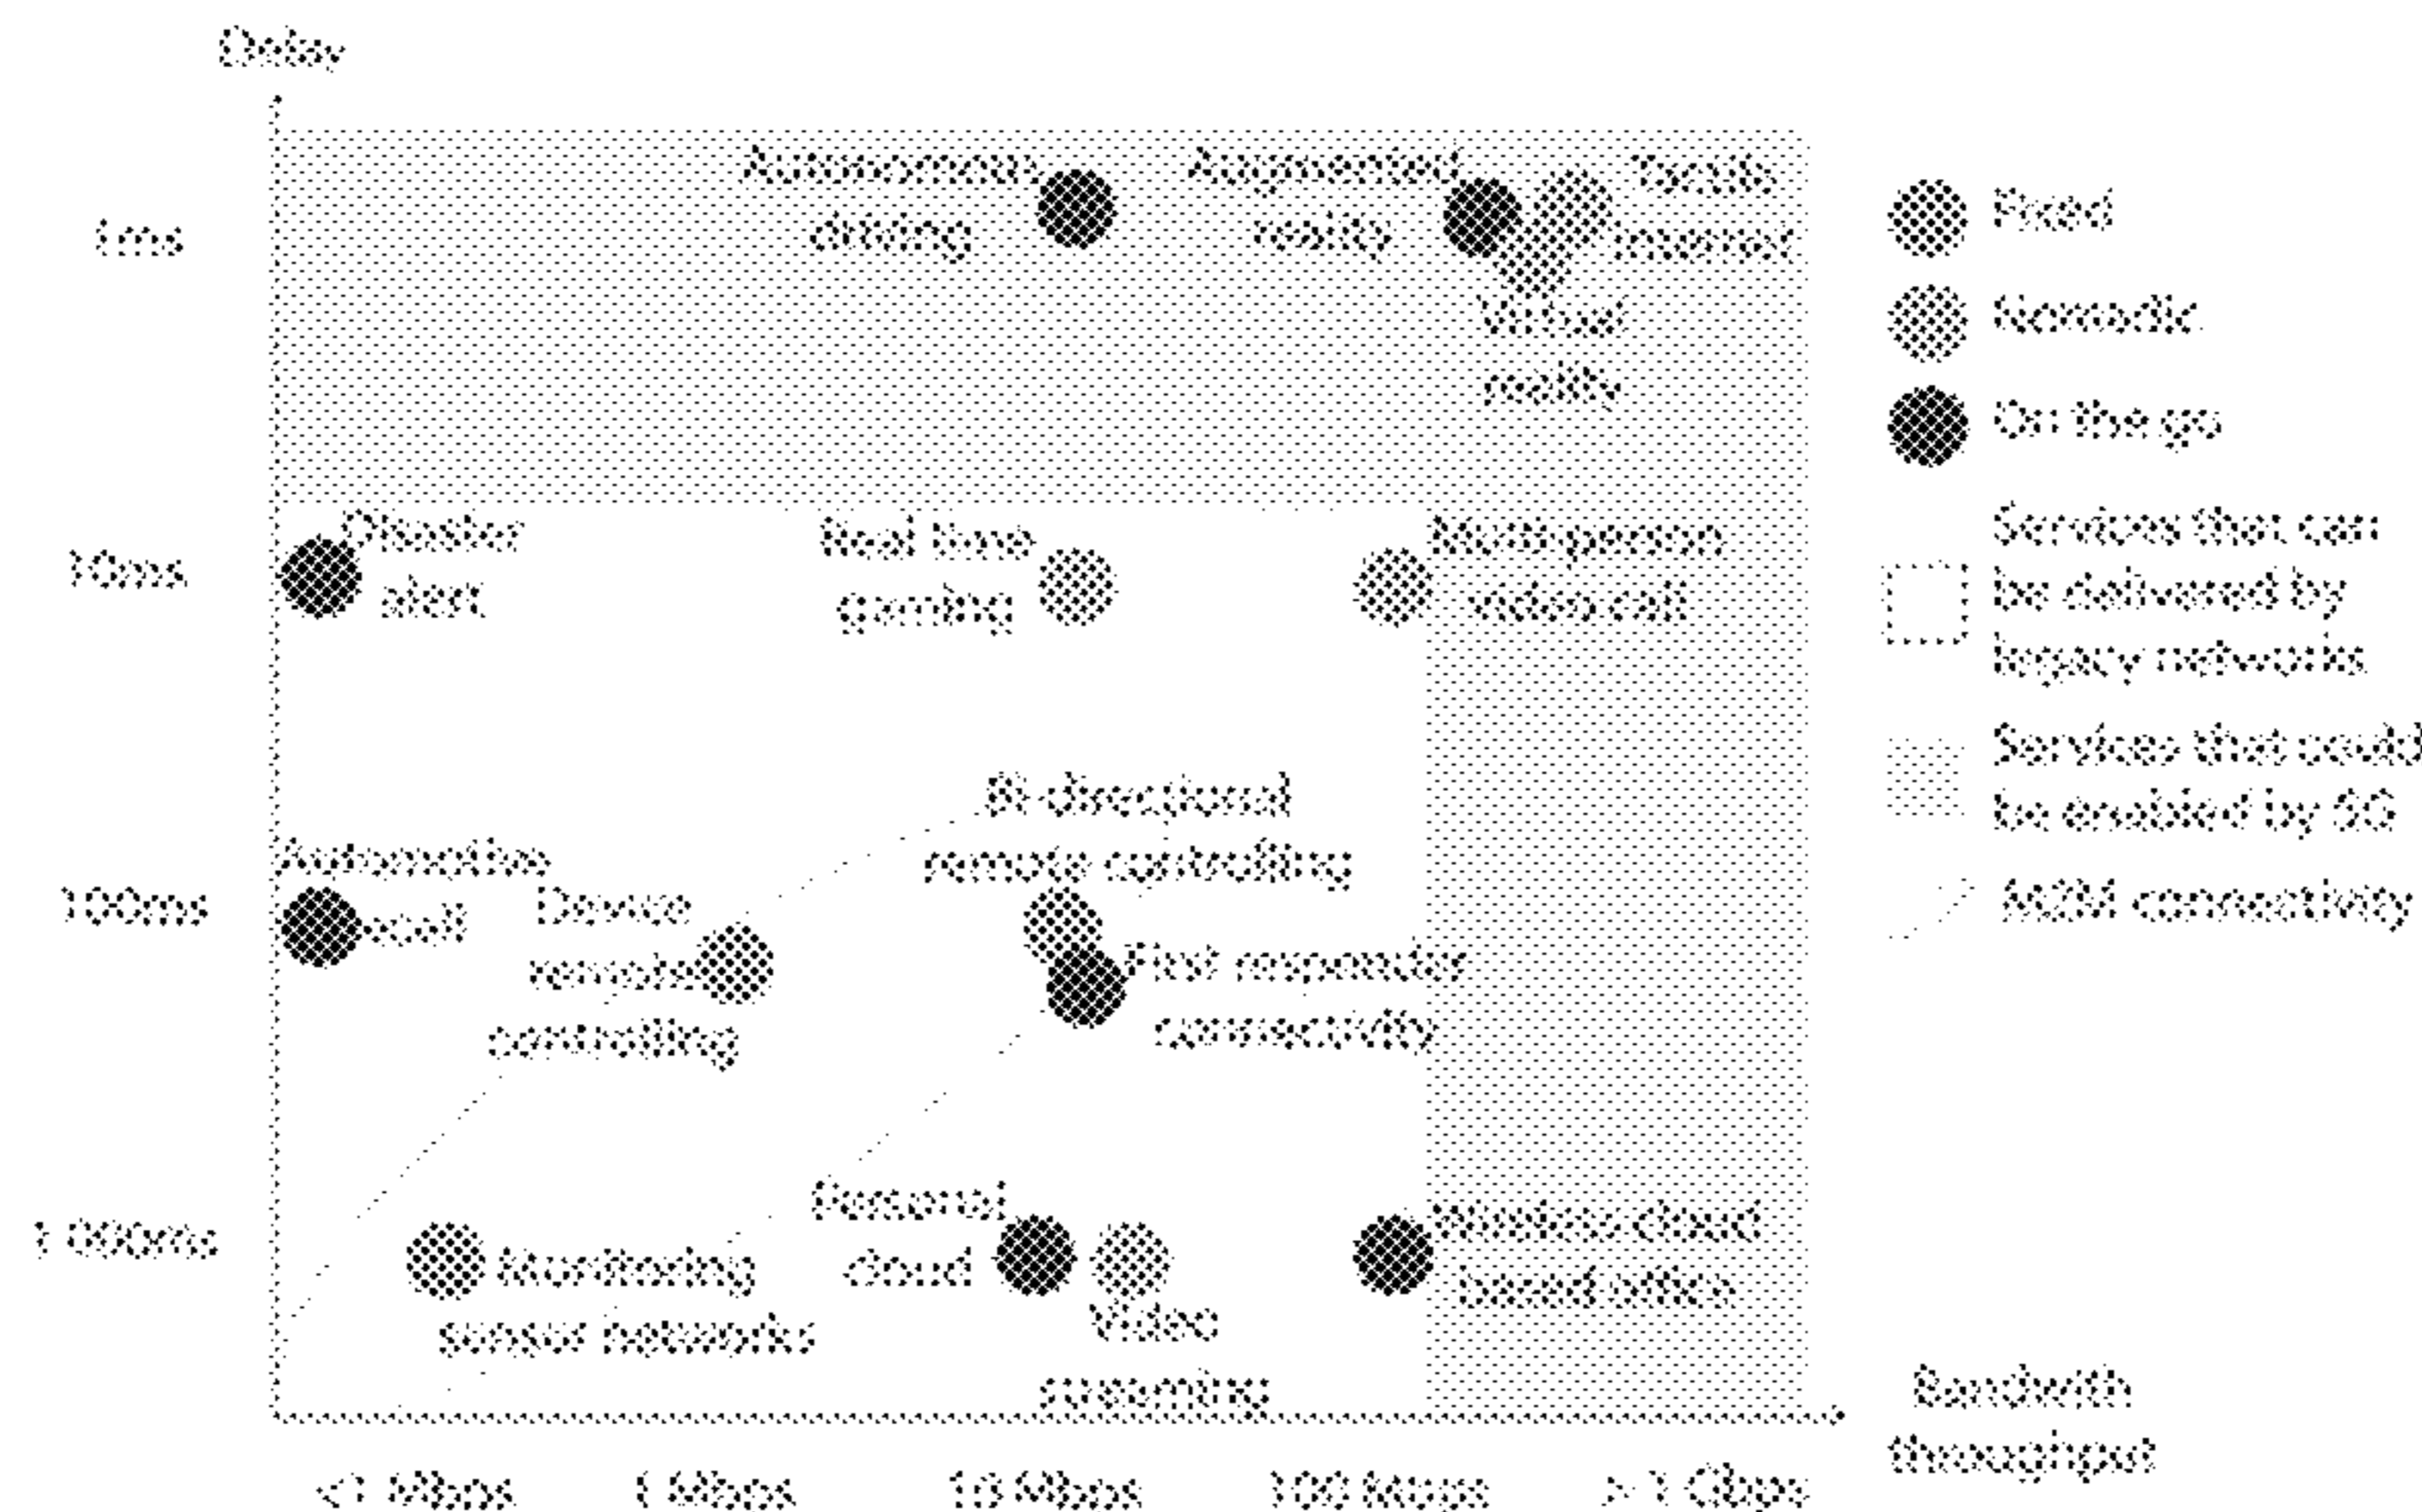 Delay
1ms
10ms
100ms
1 000ms
Autonomous
driving
Augmented
reality
Tactile
internet
Virtual
reality
Disaster
alert
Real time
gaming
Multi-person
video call
Bi-directional
remote controlling
Automotive
ecall
Device
remote
controlling
First responder
connectivity
Monitoring
sensor networks
Personal
cloud
Video
streaming
Wireless cloud
based office
<1 Mbps
1 Mbps
10 Mbps
100 Mbps
> 1 Gbps
Bandwith
throughput
Fixed
Nomadic
On the go
Services that can
be delivered by
legacy networks
Services that could
be enabled by 5G
M2M connectivity